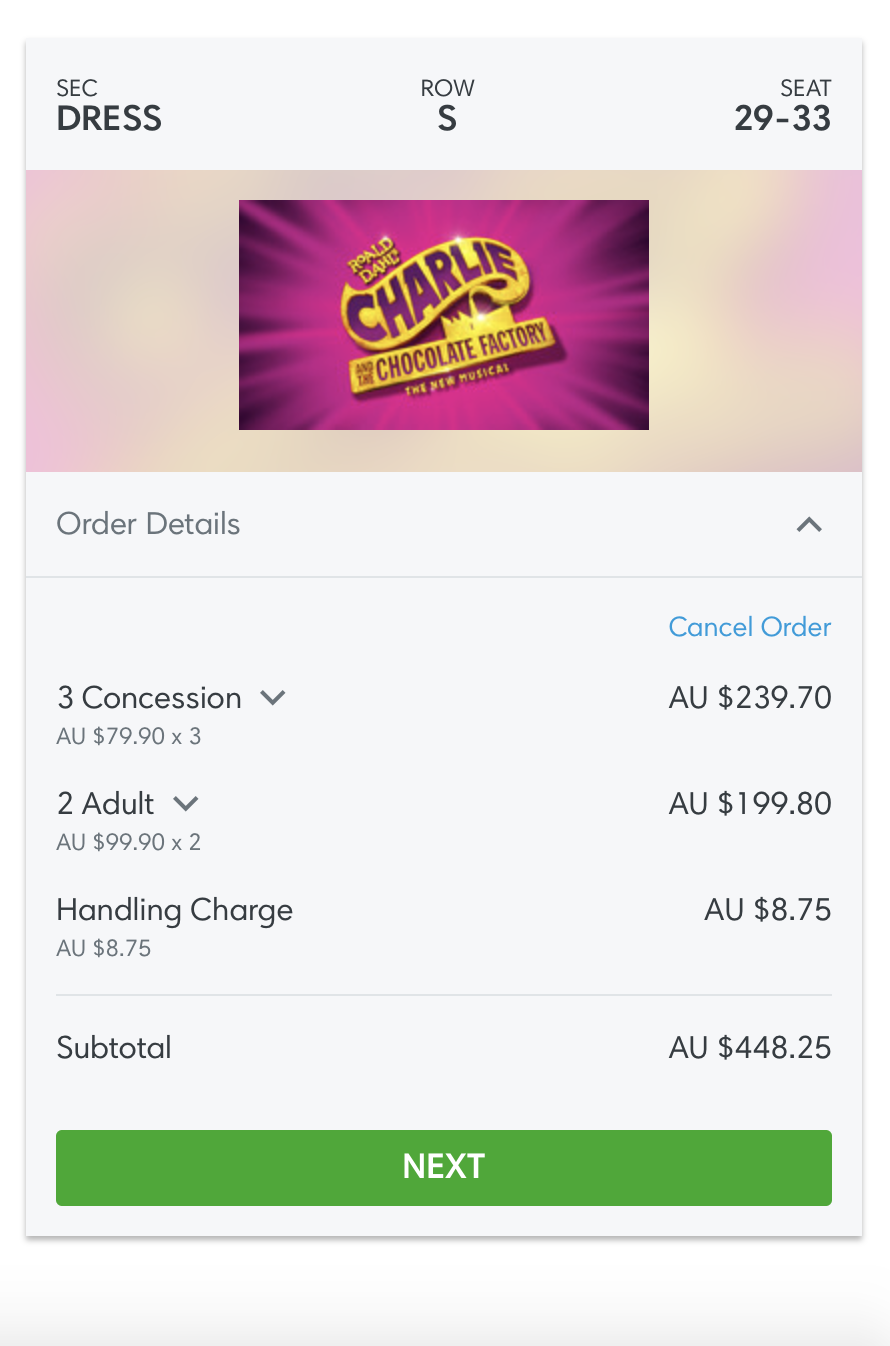 SEC
DRESS
ROW
S
SEAT
29-33
ROALD
DAHL'S
CHARLIE
AND
THE
CHOCOLATE FACTORY
THE NEW MUSICAL
Order Details
Cancel Order
3 Concession AU $239.70
AU $79.90 x 3
2 Adult AU $199.80
AU $99.90 x 2
Handling Charge AU $8.75
AU $8.75
Subtotal AU $448.25
NEXT